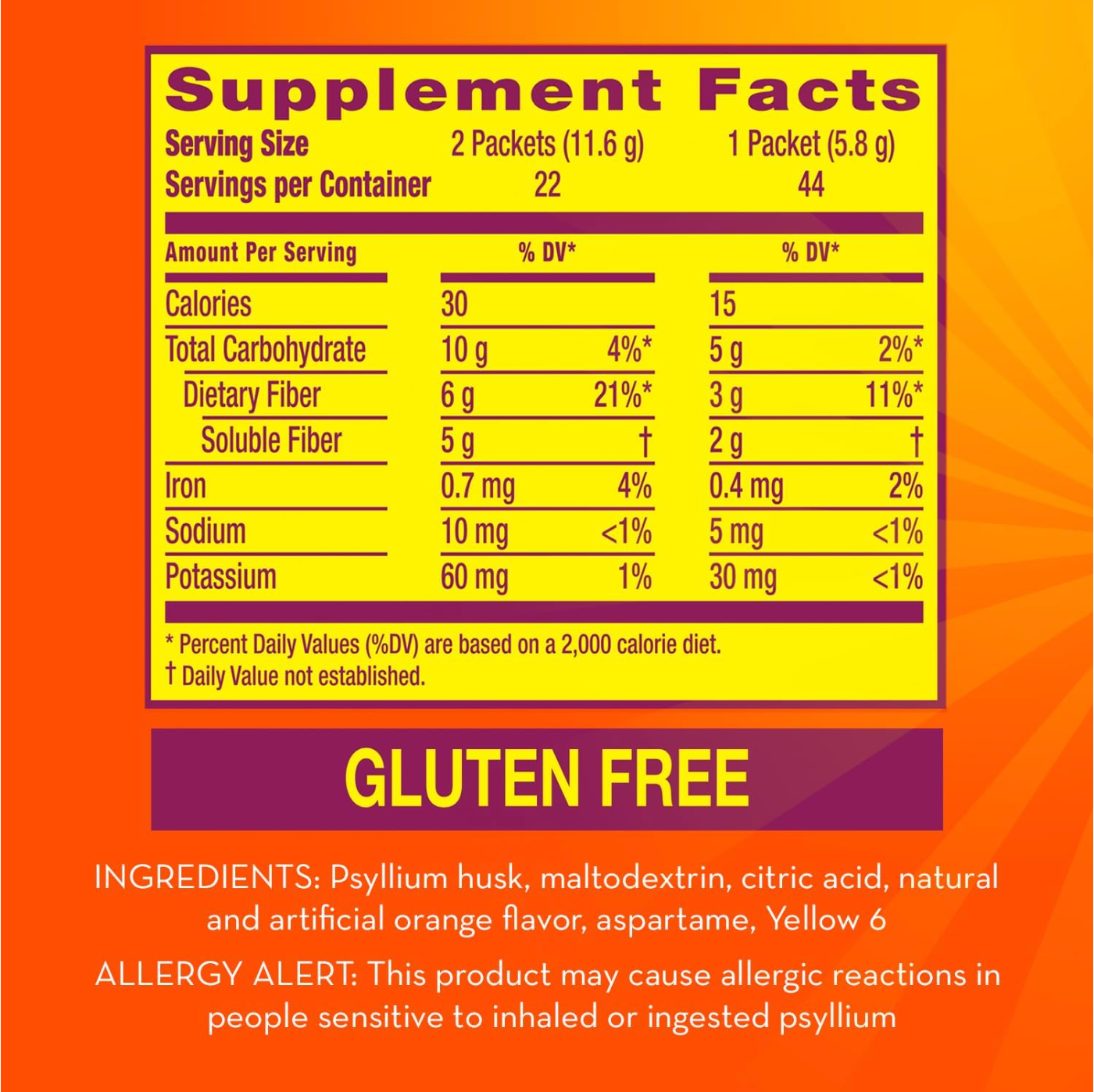 Supplement Facts
Serving Size 2 Packets (11.6 g) 1 Packet (5.8 g)
Servings per Container 22 44
Amount Per Serving % DV* % DV*
Calories 30 15
Total Carbohydrate 10 g 4%* 5 g 2%*
Dietary Fiber 6 g 21%* 3 g 11%*
Soluble Fiber 5 g † 2 g †
Iron 0.7 mg 4% 0.4 mg 2%
Sodium 10 mg <1% 5 mg <1%
Potassium 60 mg 1% 30 mg <1%
* Percent Daily Values (%DV) are based on a 2,000 calorie diet.
† Daily Value not established.
GLUTEN FREE
INGREDIENTS: Psyllium husk, maltodextrin, citric acid, natural
and artificial orange flavor, aspartame, Yellow 6
ALLERGY ALERT: This product may cause allergic reactions in
people sensitive to inhaled or ingested psyllium